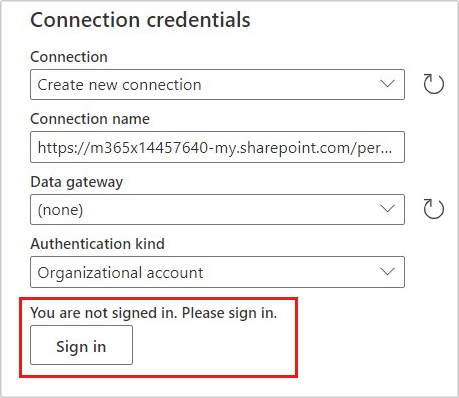 Connection credentials
Connection
Create new connection
Connection name
https://m365x14457640-my.sharepoint.com/per...
Data gateway
(none)
Authentication kind
Organizational account
You are not signed in. Please sign in.
Sign in